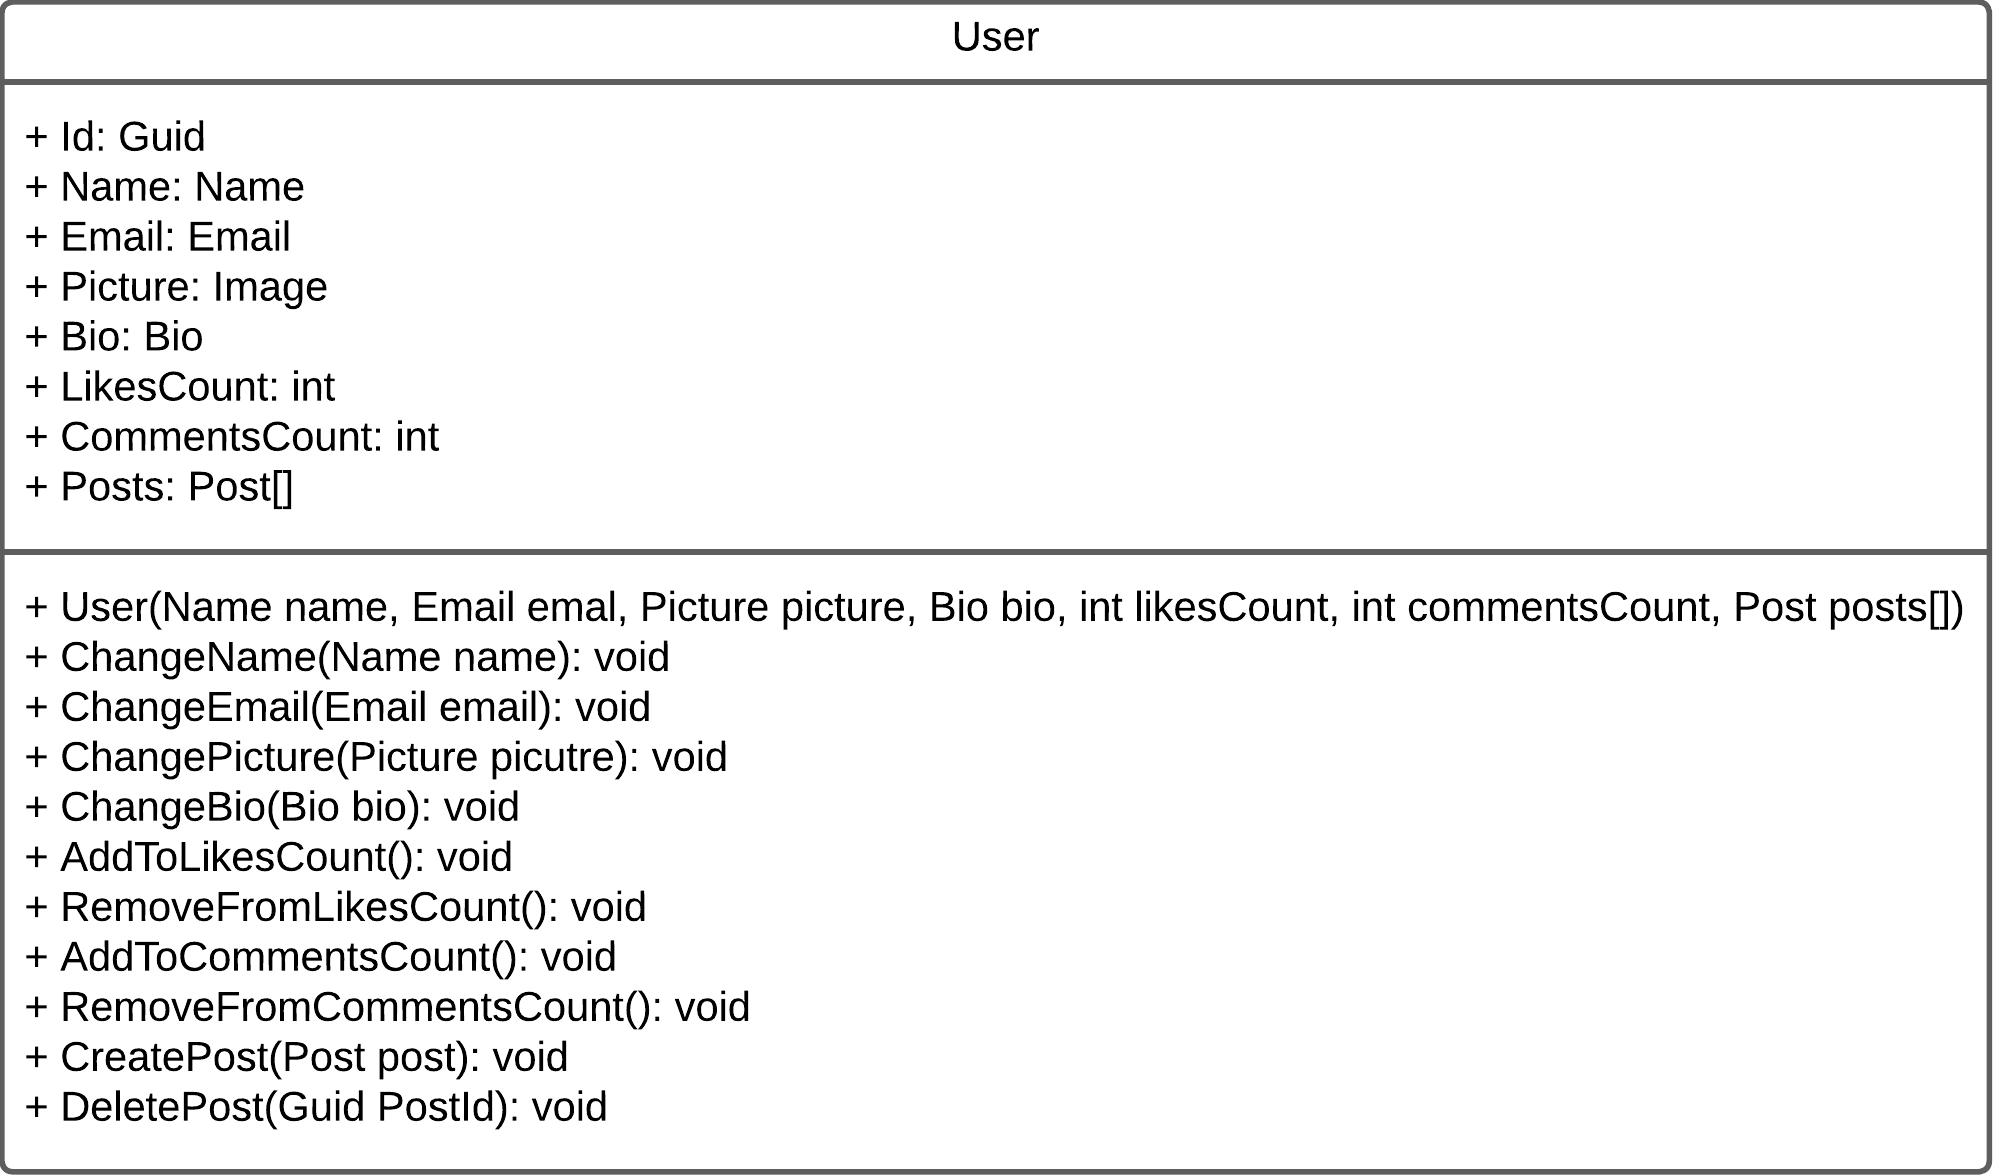 User
+ Id: Guid
+ Name: Name
+ Email: Email
+ Picture: Image
+ Bio: Bio
+ LikesCount: int
+ CommentsCount: int
+ Posts: Post[]
+ User(Name name, Email emal, Picture picture, Bio bio, int likesCount, int commentsCount, Post posts[])
+ ChangeName(Name name): void
+ ChangeEmail(Email email): void
+ ChangePicture(Picture picutre): void
+ ChangeBio(Bio bio): void
+ AddToLikesCount(): void
+ RemoveFromLikesCount(): void
+ AddToCommentsCount(): void
+ RemoveFromCommentsCount(): void
+ CreatePost(Post post): void
+ DeletePost(Guid PostId): void